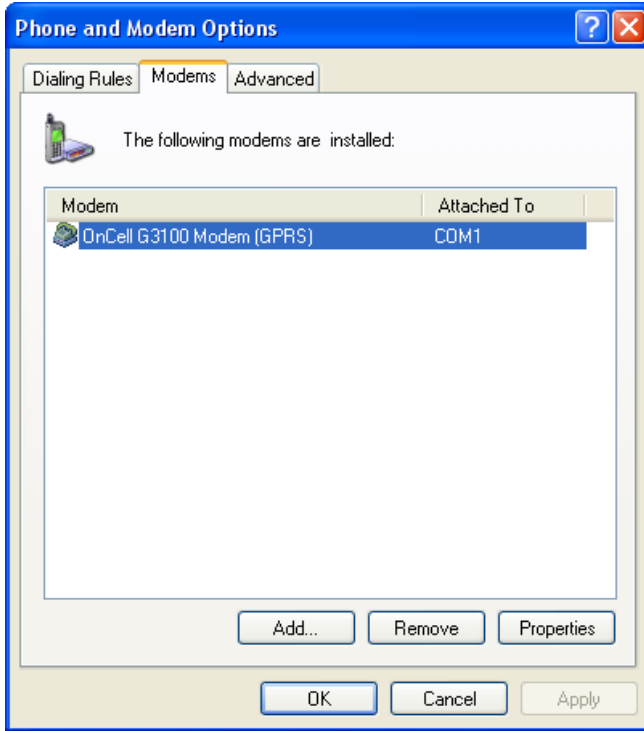 Phone and Modem Options
Dialing Rules Modems Advanced
The following modems are installed:
Modem Attached To
OnCell G3100 Modem (GPRS) COM1
Add... Remove Properties
OK Cancel Apply